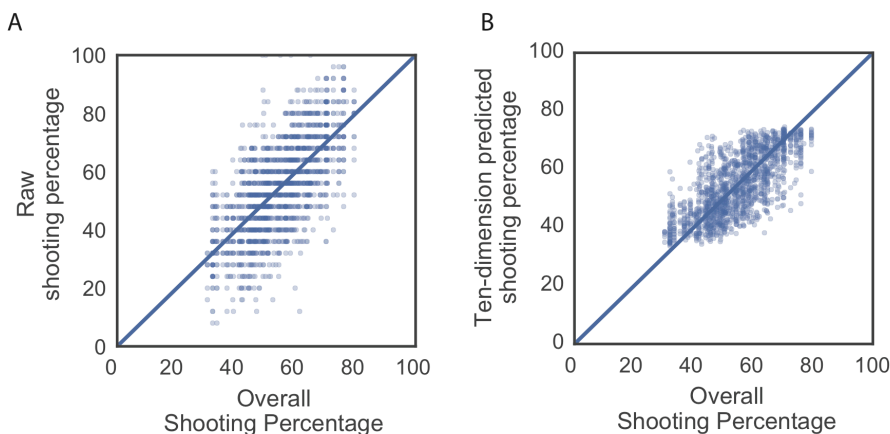 A
Raw
shooting percentage
100
80
60
40
20
0
0 20 40 60 80 100
Overall
Shooting Percentage
B
Ten-dimension predicted
shooting percentage
100
80
60
40
20
0
0 20 40 60 80 100
Overall
Shooting Percentage